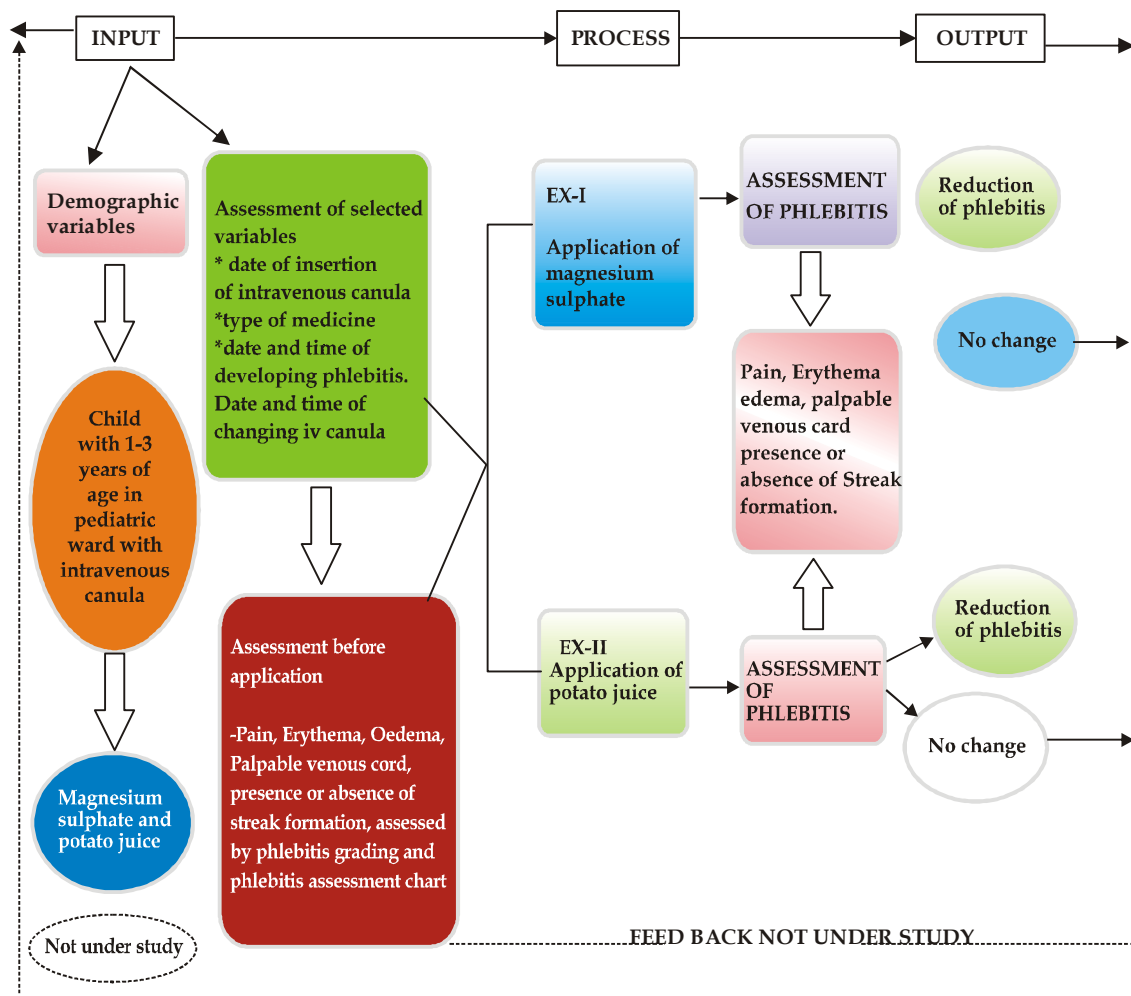 INPUT
PROCESS
OUTPUT
Demographic
variables
Child
with 1-3
years of
age in
pediatric
ward with
intravenous
canula
Magnesium
sulphate and
potato juice
Not under study
Assessment of selected
variables
* date of insertion
of intravenous canula
*type of medicine
*date and time of
developing phlebitis.
Date and time of
changing iv canula
Assessment before
application
-Pain, Erythema, Oedema,
Palpable venous cord,
presence or absence of
streak formation, assessed
by phlebitis grading and
phlebitis assessment chart
EX-I
Application of
magnesium
sulphate
ASSESSMENT
OF PHLEBITIS
Reduction
of phlebitis
No change
Pain, Erythema
edema, palpable
venous card
presence or
absence of Streak
formation.
EX-II
Application of
potato juice
ASSESSMENT
OF
PHLEBITIS
Reduction
of phlebitis
No change
FEED BACK NOT UNDER STUDY